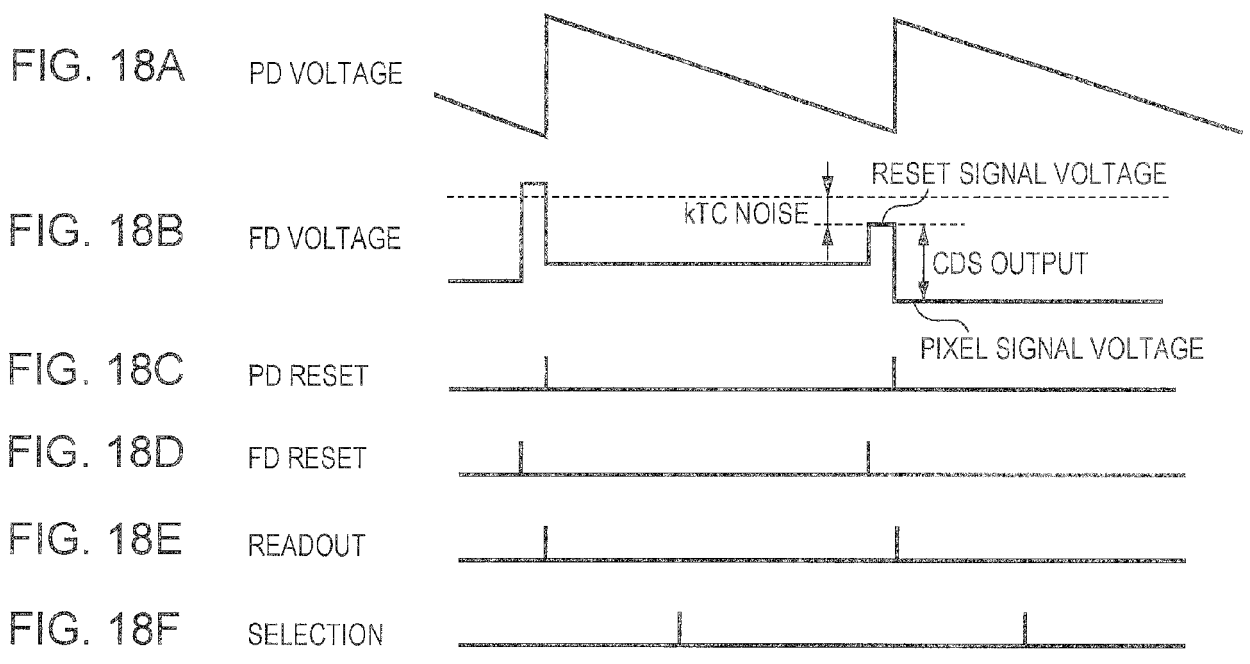 FIG. 18A PD VOLTAGE
RESET SIGNAL VOLTAGE
kTC NOISE
FIG. 18B FD VOLTAGE
CDS OUTPUT
PIXEL SIGNAL VOLTAGE
FIG. 18C PD RESET
FIG. 18D FD RESET
FIG. 18E READOUT
FIG. 18F SELECTION